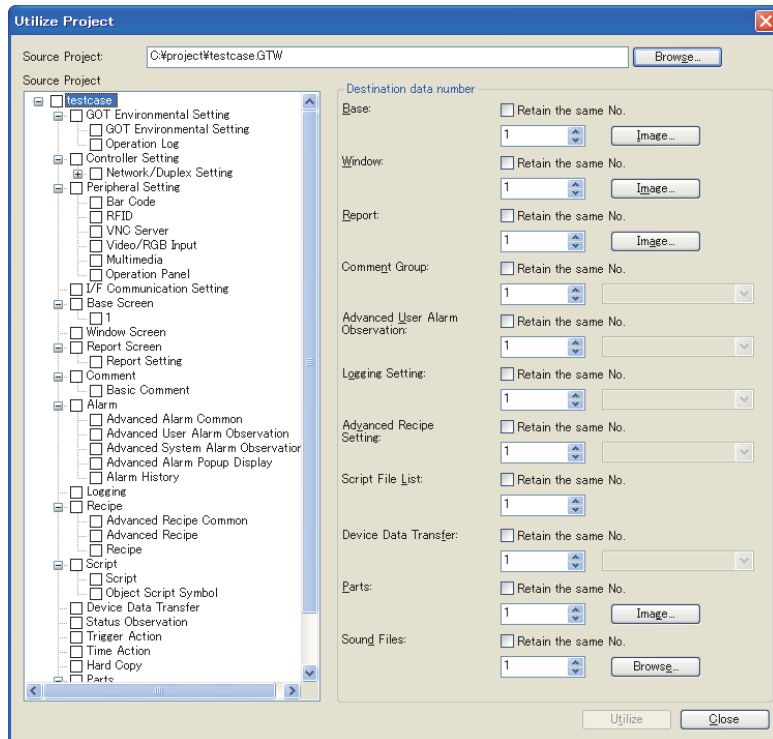 Utilize Project
Source Project: C:¥project¥testcase.GTW Browse...
Source Project
testcase
GOT Environmental Setting
GOT Environmental Setting
Operation Log
Controller Setting
Network/Duplex Setting
Peripheral Setting
Bar Code
RFID
VNC Server
Video/RGB Input
Multimedia
Operation Panel
I/F Communication Setting
Base Screen
1
Window Screen
Report Screen
Report Setting
Comment
Basic Comment
Alarm
Advanced Alarm Common
Advanced User Alarm Observation
Advanced System Alarm Observation
Advanced Alarm Popup Display
Alarm History
Logging
Recipe
Advanced Recipe Common
Advanced Recipe
Recipe
Script
Script
Object Script Symbol
Device Data Transfer
Status Observation
Trigger Action
Time Action
Hard Copy
Parts
Destination data number
Base: Retain the same No.
1 Image...
Window: Retain the same No.
1 Image...
Report: Retain the same No.
1 Image...
Comment Group: Retain the same No.
1
Advanced User Alarm Observation: Retain the same No.
1
Logging Setting: Retain the same No.
1
Advanced Recipe Setting: Retain the same No.
1
Script File List: Retain the same No.
1
Device Data Transfer: Retain the same No.
1
Parts: Retain the same No.
1 Image...
Sound Files: Retain the same No.
1 Browse...
Utilize Close